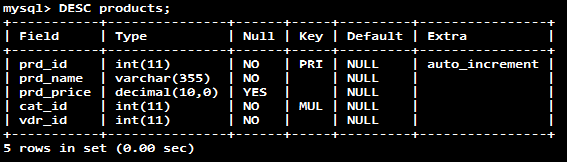 mysql> DESC products;
+-----------+---------------+------+-----+---------+----------------+
| Field     | Type          | Null | Key | Default | Extra          |
+-----------+---------------+------+-----+---------+----------------+
| prd_id    | int(11)       | NO   | PRI | NULL    | auto_increment |
| prd_name  | varchar(355)  | NO   |     | NULL    |                |
| prd_price | decimal(10,0) | YES  |     | NULL    |                |
| cat_id    | int(11)       | NO   | MUL | NULL    |                |
| vdr_id    | int(11)       | NO   |     | NULL    |                |
+-----------+---------------+------+-----+---------+----------------+
5 rows in set (0.00 sec)